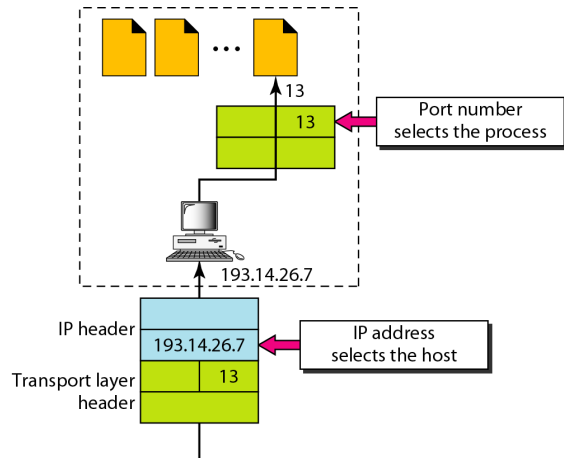 13
13
Port number
selects the process
193.14.26.7
IP header
193.14.26.7
IP address
selects the host
Transport layer
header
13